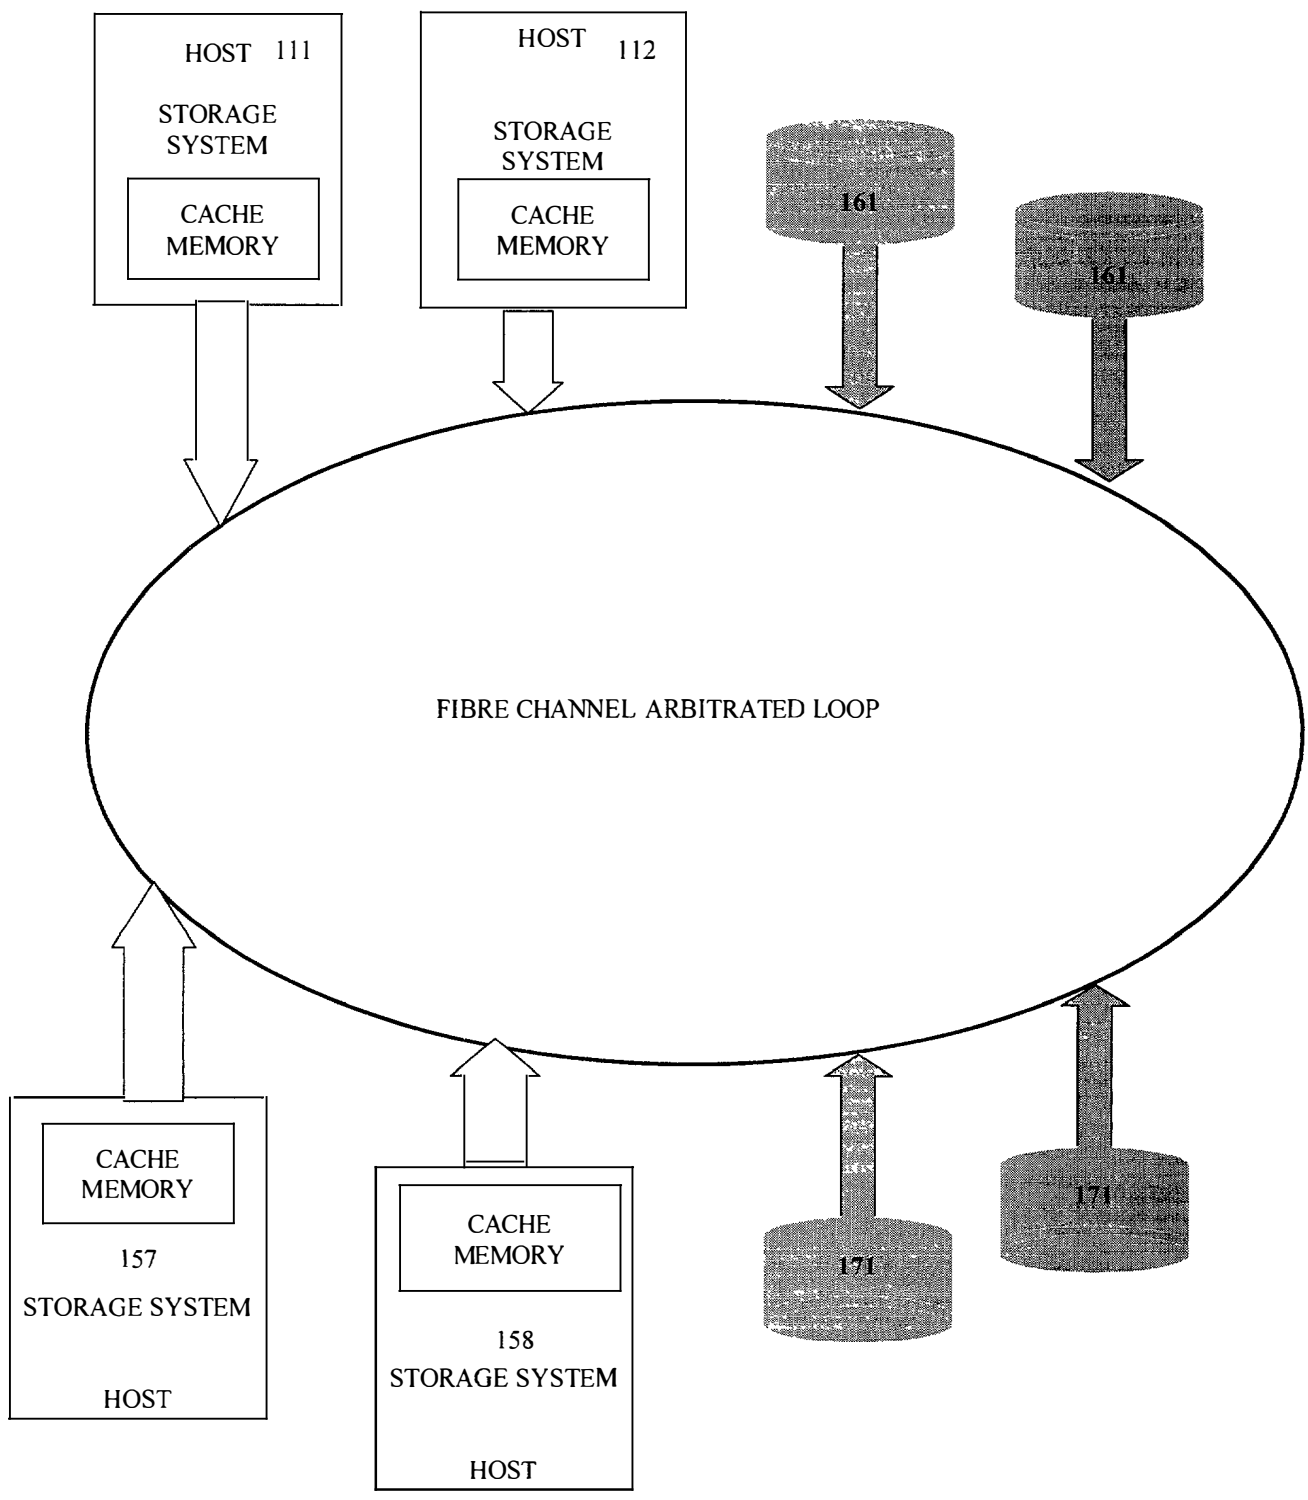 HOST 111
STORAGE
SYSTEM
CACHE
MEMORY
HOST 112
STORAGE
SYSTEM
CACHE
MEMORY
161
161
FIBRE CHANNEL ARBITRATED LOOP
CACHE
MEMORY
157
STORAGE SYSTEM
HOST
CACHE
MEMORY
158
STORAGE SYSTEM
HOST
171
171